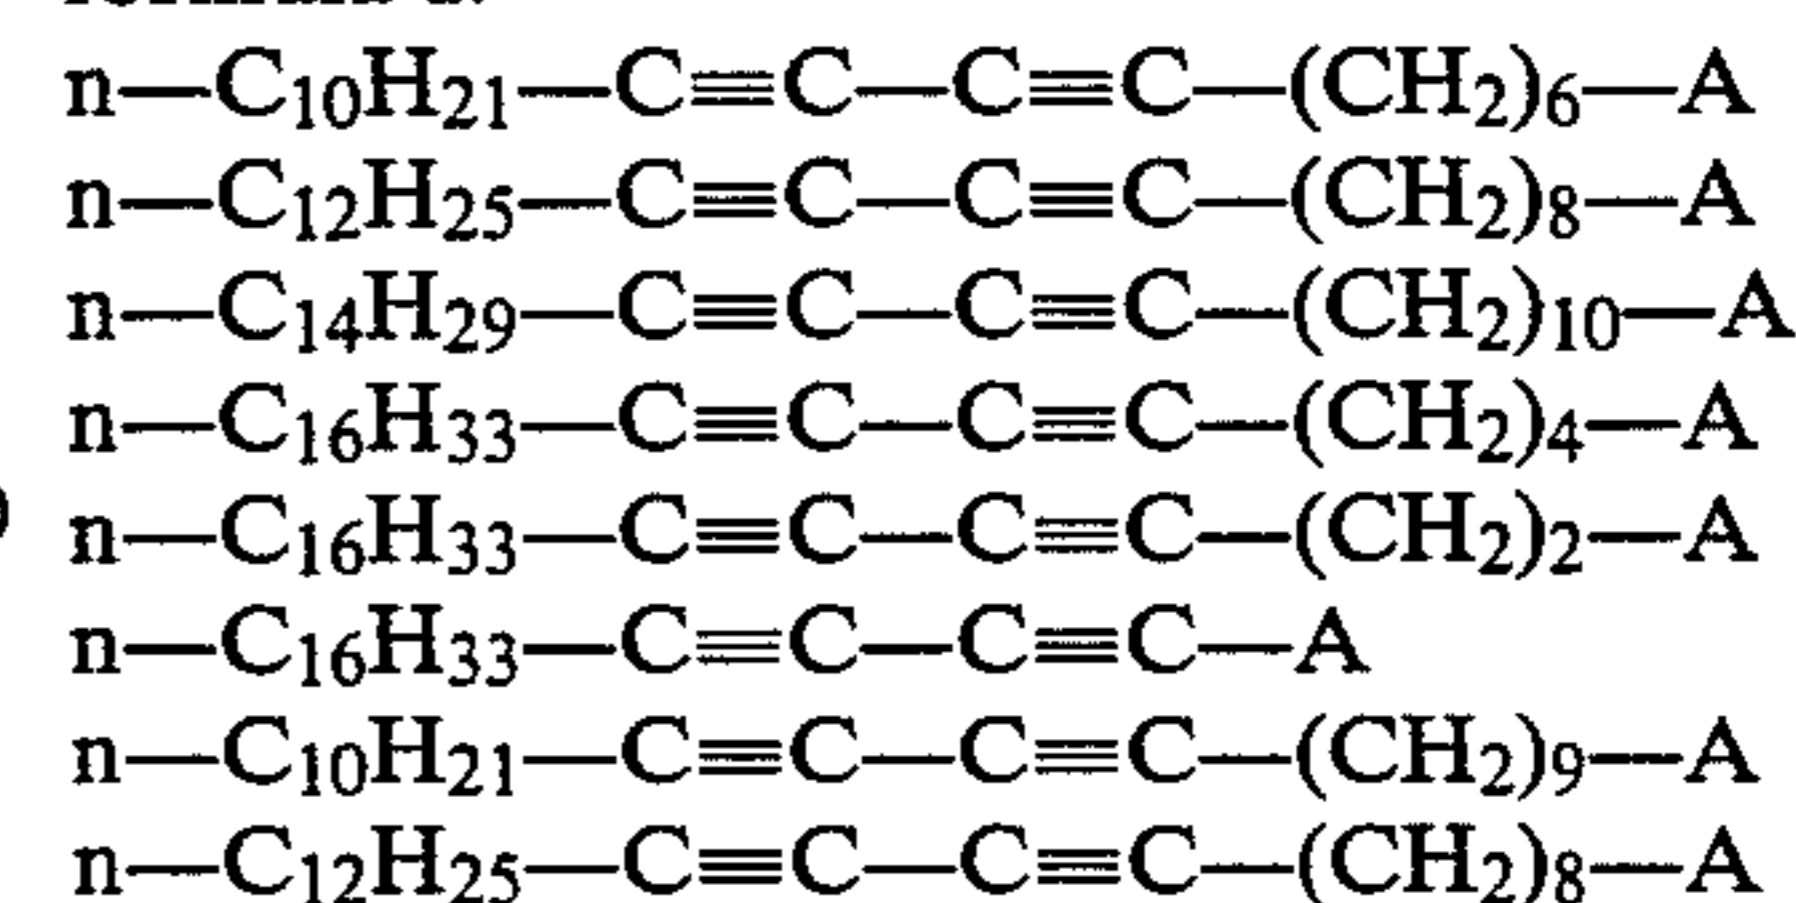 n—C₁₀H₂₁—C≡C—C≡C—(CH₂)₆—A
n—C₁₂H₂₅—C≡C—C≡C—(CH₂)₈—A
n—C₁₄H₂₉—C≡C—C≡C—(CH₂)₁₀—A
n—C₁₆H₃₃—C≡C—C≡C—(CH₂)₄—A
n—C₁₆H₃₃—C≡C—C≡C—(CH₂)₂—A
n—C₁₆H₃₃—C≡C—C≡C—A
n—C₁₀H₂₁—C≡C—C≡C—(CH₂)₉—A
n—C₁₂H₂₅—C≡C—C≡C—(CH₂)₈—A